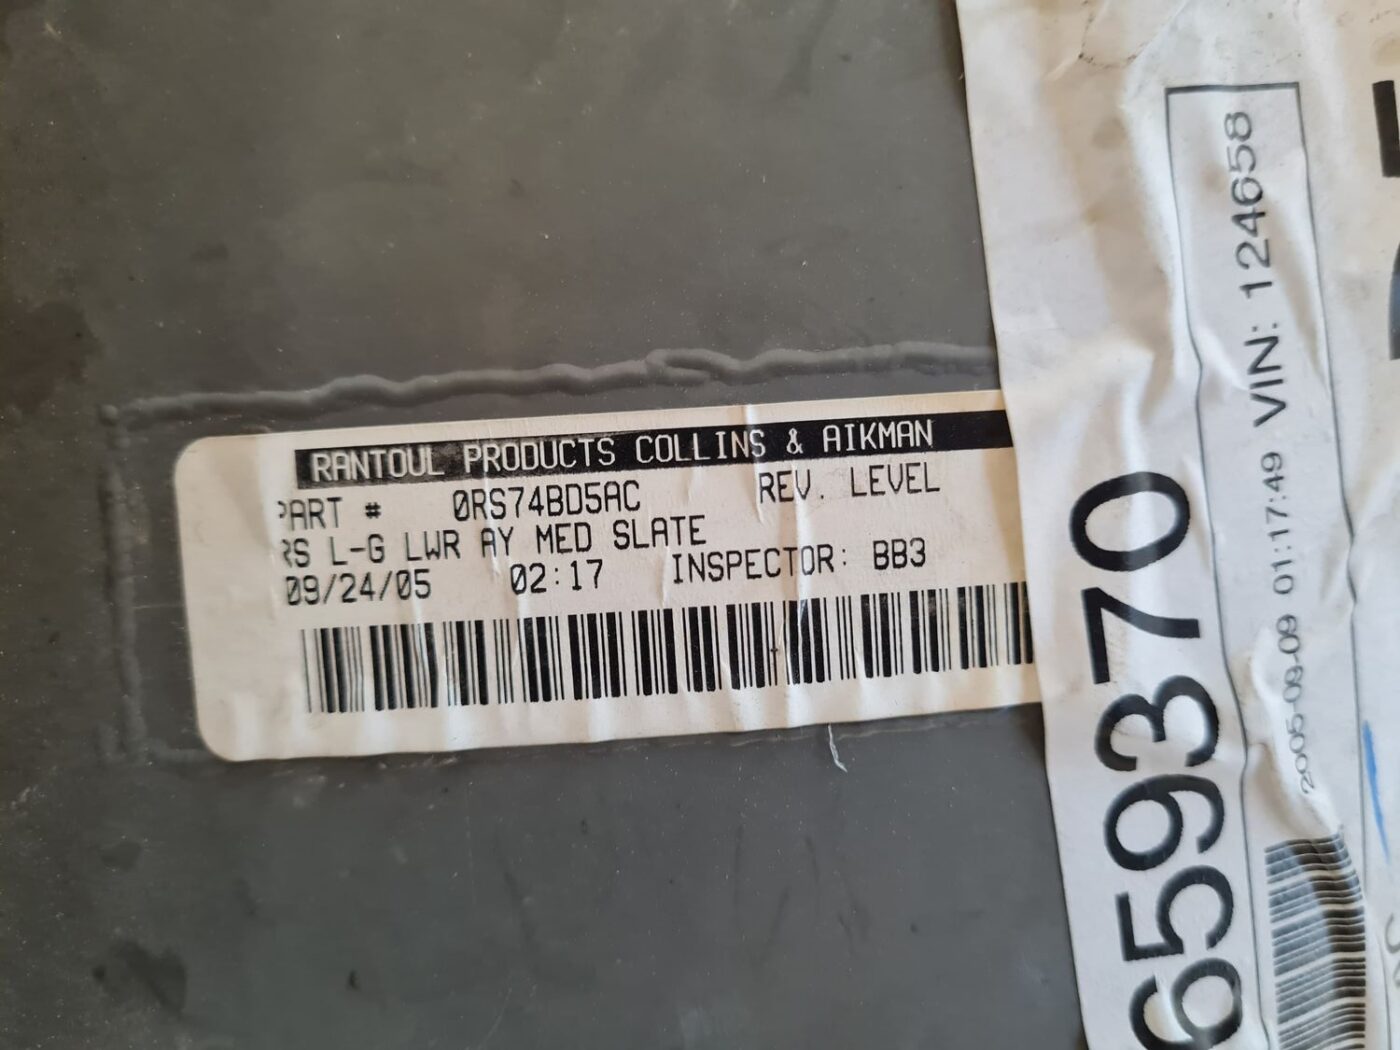 RANTOUL PRODUCTS COLLINS & AIKMAN
PART # 0RS74BD5AC REV. LEVEL
RS L-G LWR AY MED SLATE
09/24/05 02:17 INSPECTOR: BB3
659370
2005-09-09 01:17:49 VIN: 124658